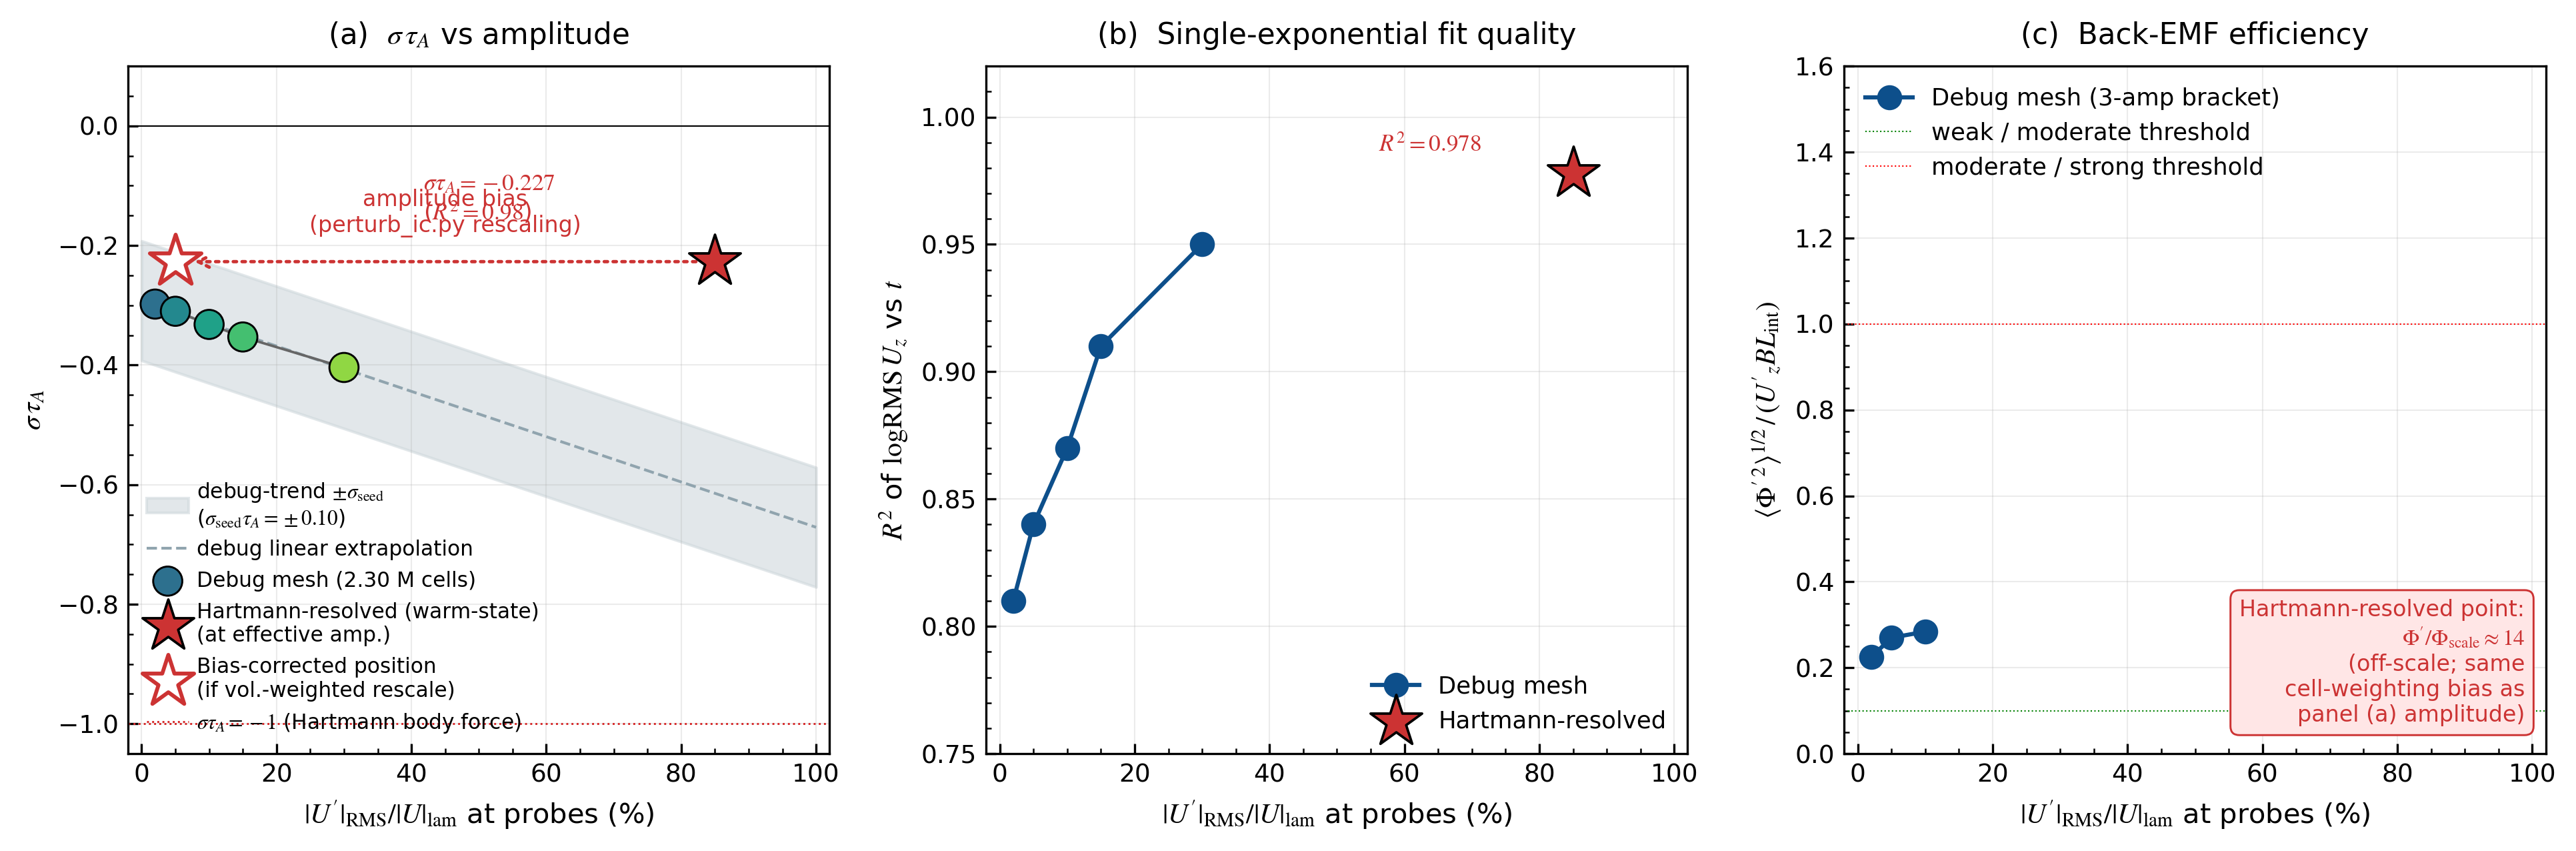 (a) στ_A vs amplitude
0.0
−0.2
−0.4
−0.6
−0.8
−1.0
στ_A
στ_A = −0.227
(R² = 0.98)
amplitude bias
(perturb_ic.py rescaling)
debug-trend ±σ_seed
(σ_seed τ_A = ±0.10)
debug linear extrapolation
Debug mesh (2.30 M cells)
Hartmann-resolved (warm-state)
(at effective amp.)
Bias-corrected position
(if vol.-weighted rescale)
στ_A = −1 (Hartmann body force)
0 20 40 60 80 100
|U′|_RMS/|U|_lam at probes (%)
(b) Single-exponential fit quality
1.00
0.95
0.90
0.85
0.80
0.75
R² of logRMS U_z vs t
R² = 0.978
Debug mesh
Hartmann-resolved
0 20 40 60 80 100
|U′|_RMS/|U|_lam at probes (%)
(c) Back-EMF efficiency
1.6
1.4
1.2
1.0
0.8
0.6
0.4
0.2
0.0
⟨Φ′²⟩^1/2/(U′_z BL_int)
Debug mesh (3-amp bracket)
weak / moderate threshold
moderate / strong threshold
Hartmann-resolved point:
Φ′/Φ_scale ≈ 14
(off-scale; same
cell-weighting bias as
panel (a) amplitude)
0 20 40 60 80 100
|U′|_RMS/|U|_lam at probes (%)